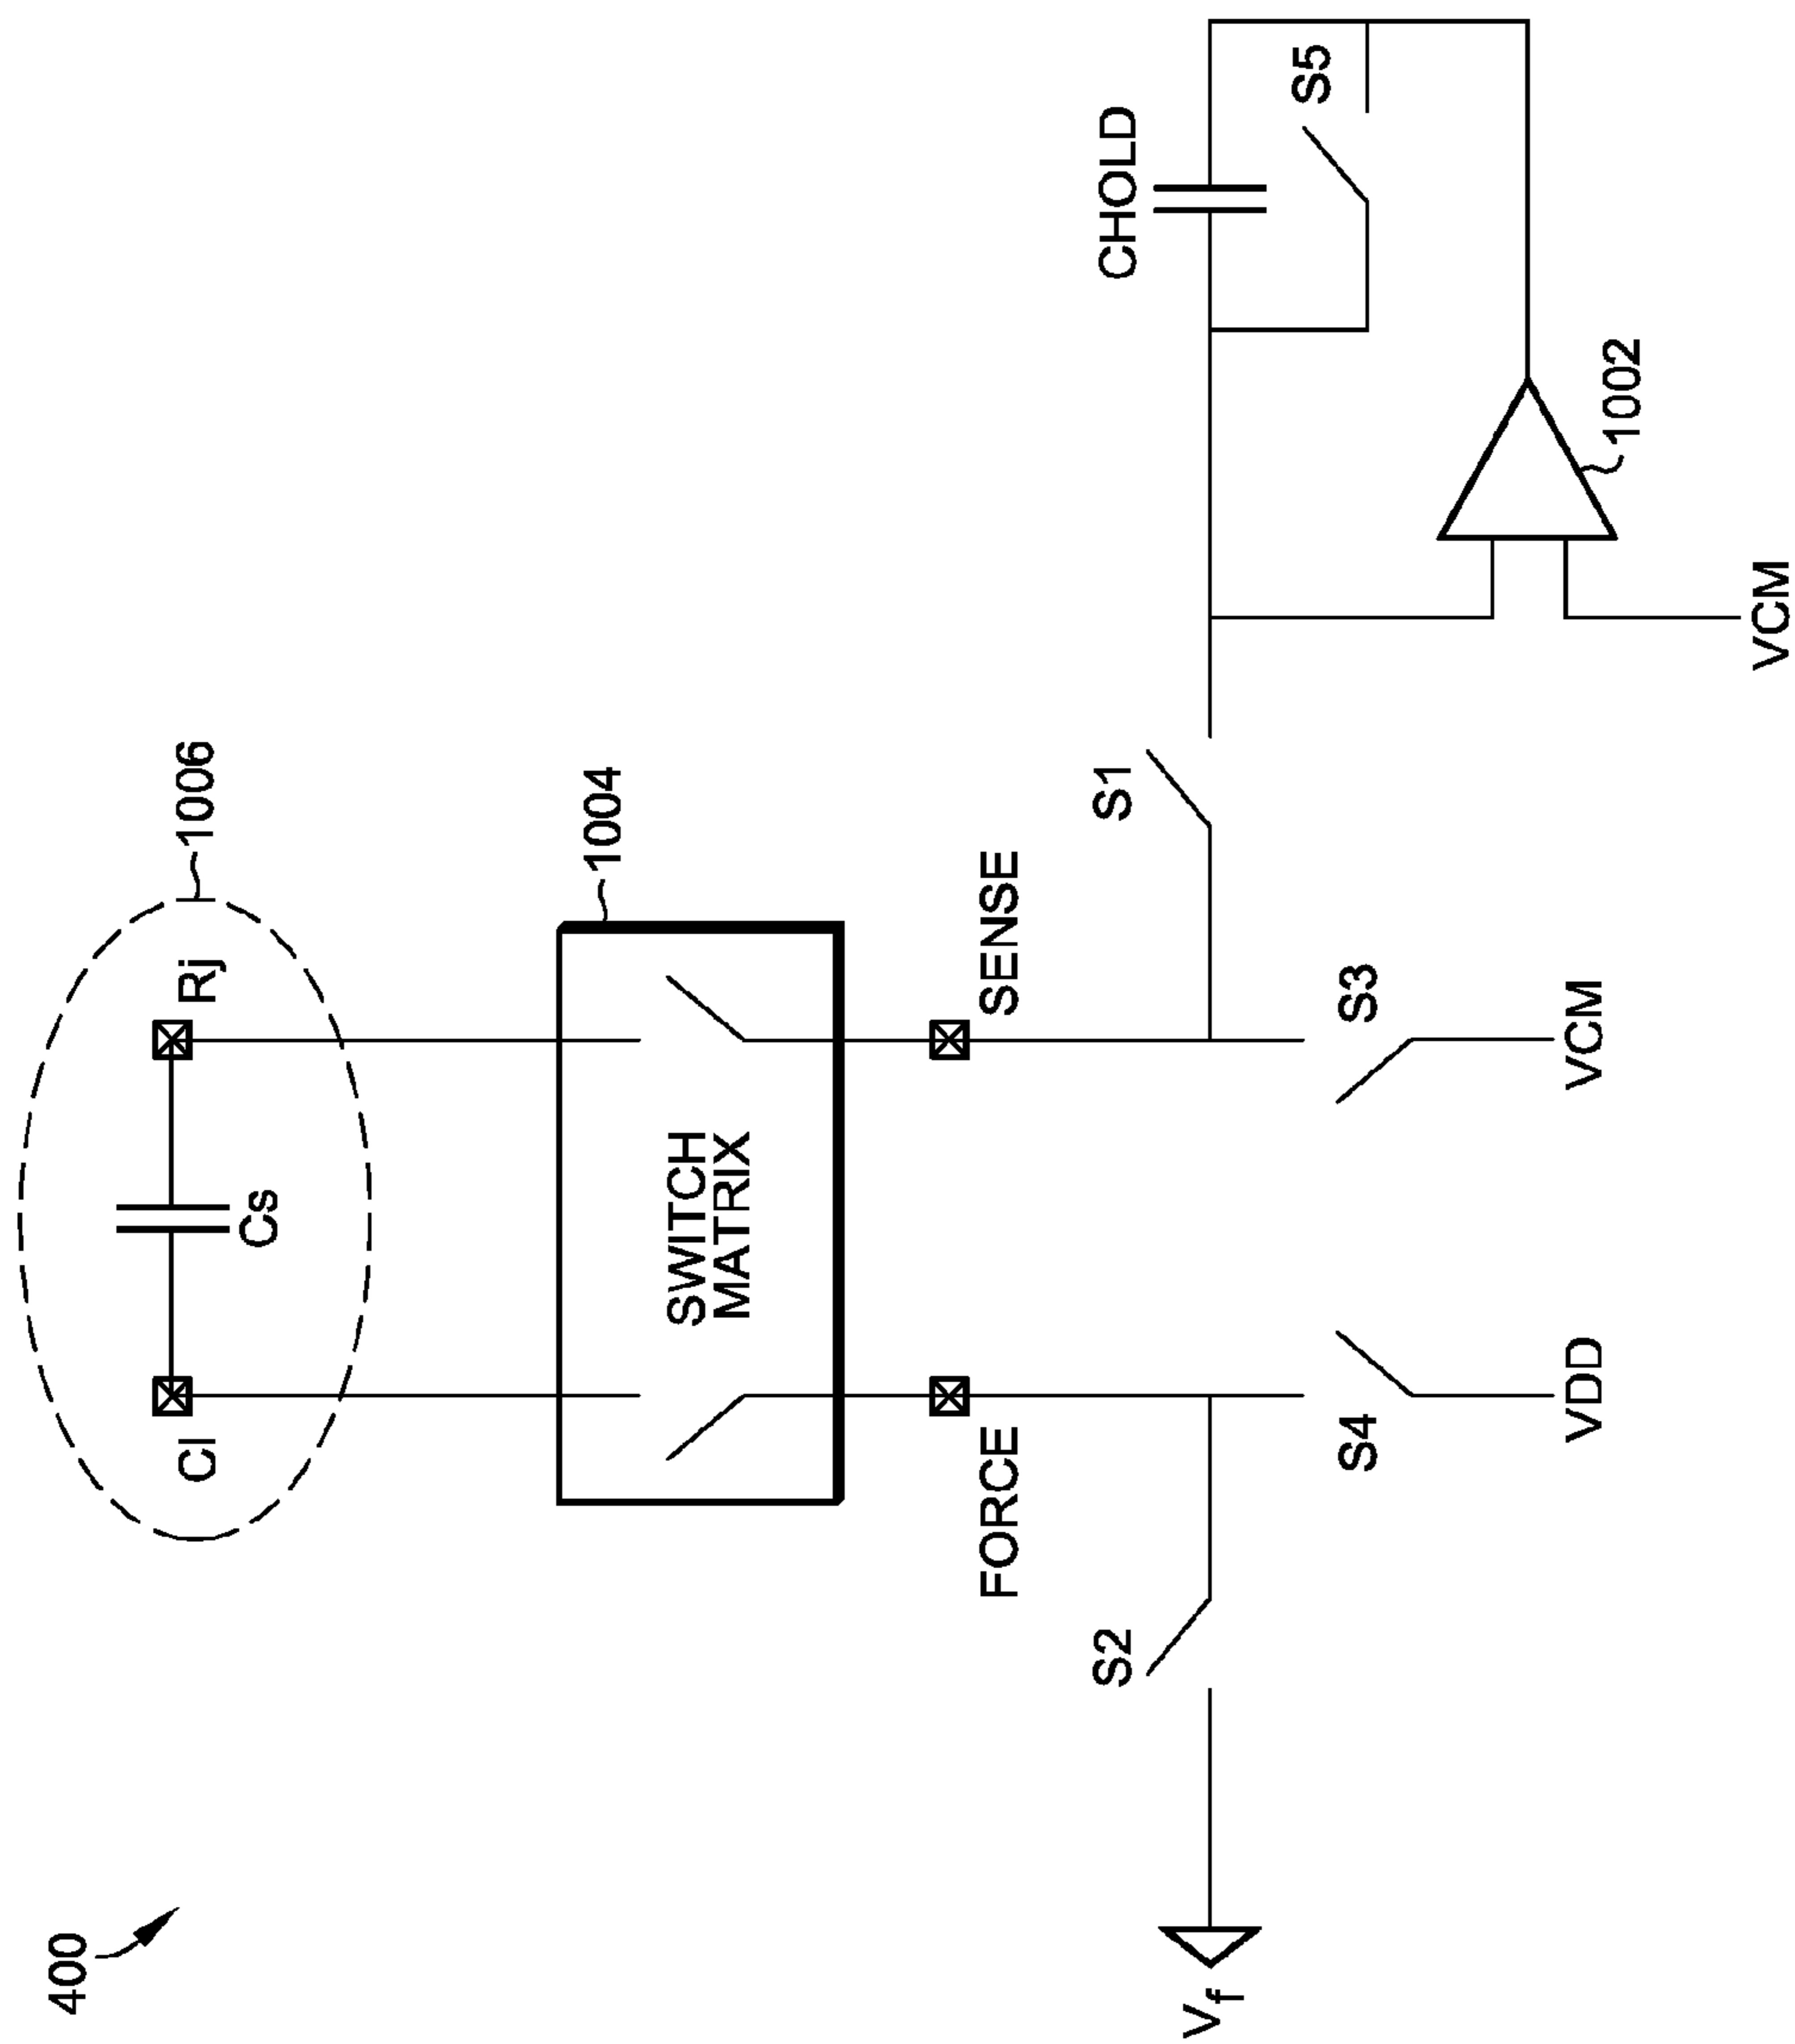 400
CI
Rj
1006
Cs
1004
SWITCH
MATRIX
FORCE
SENSE
S2
S1
CHOLD
Vf
S5
S4
S3
VDD
VCM
1002
VCM